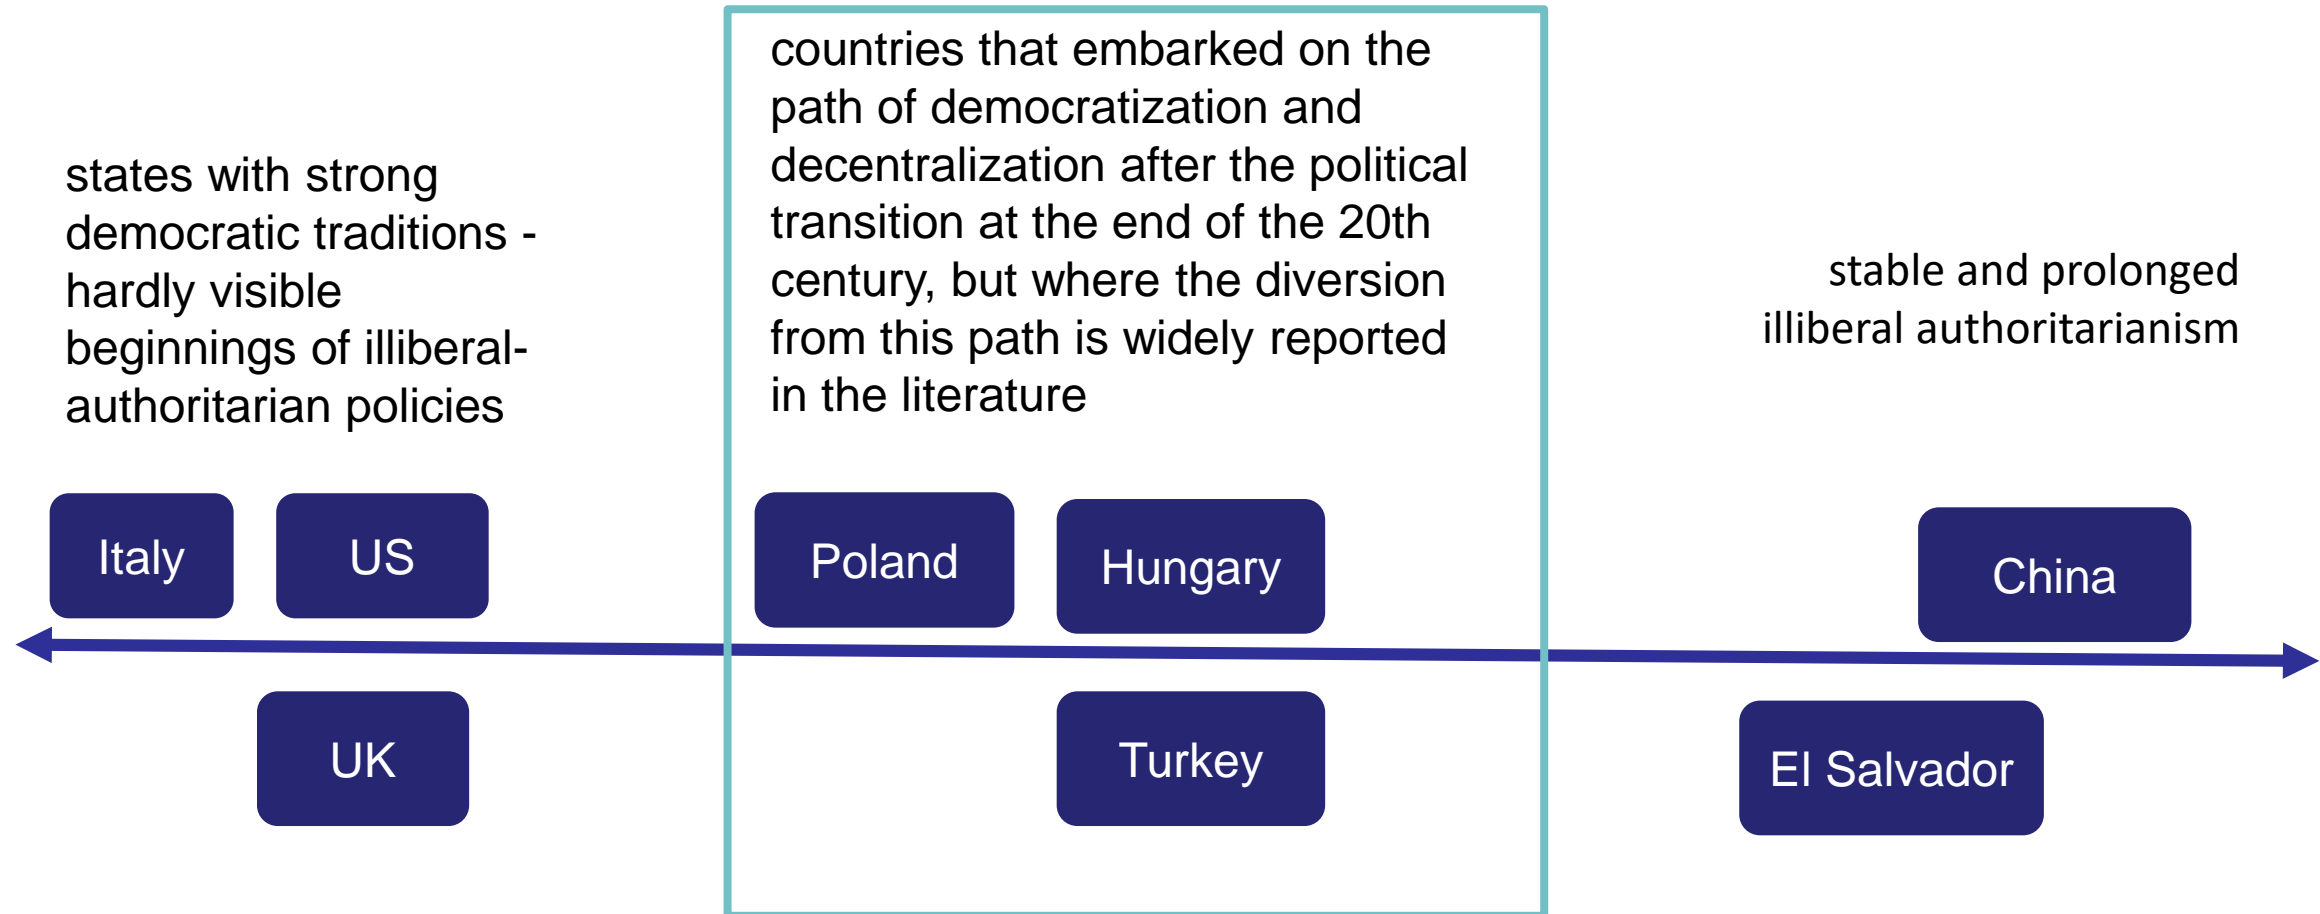 states with strong
democratic traditions -
hardly visible
beginnings of illiberal-
authoritarian policies
countries that embarked on the
path of democratization and
decentralization after the political
transition at the end of the 20th
century, but where the diversion
from this path is widely reported
in the literature
stable and prolonged
illiberal authoritarianism
Italy
US
Poland
Hungary
China
UK
Turkey
El Salvador